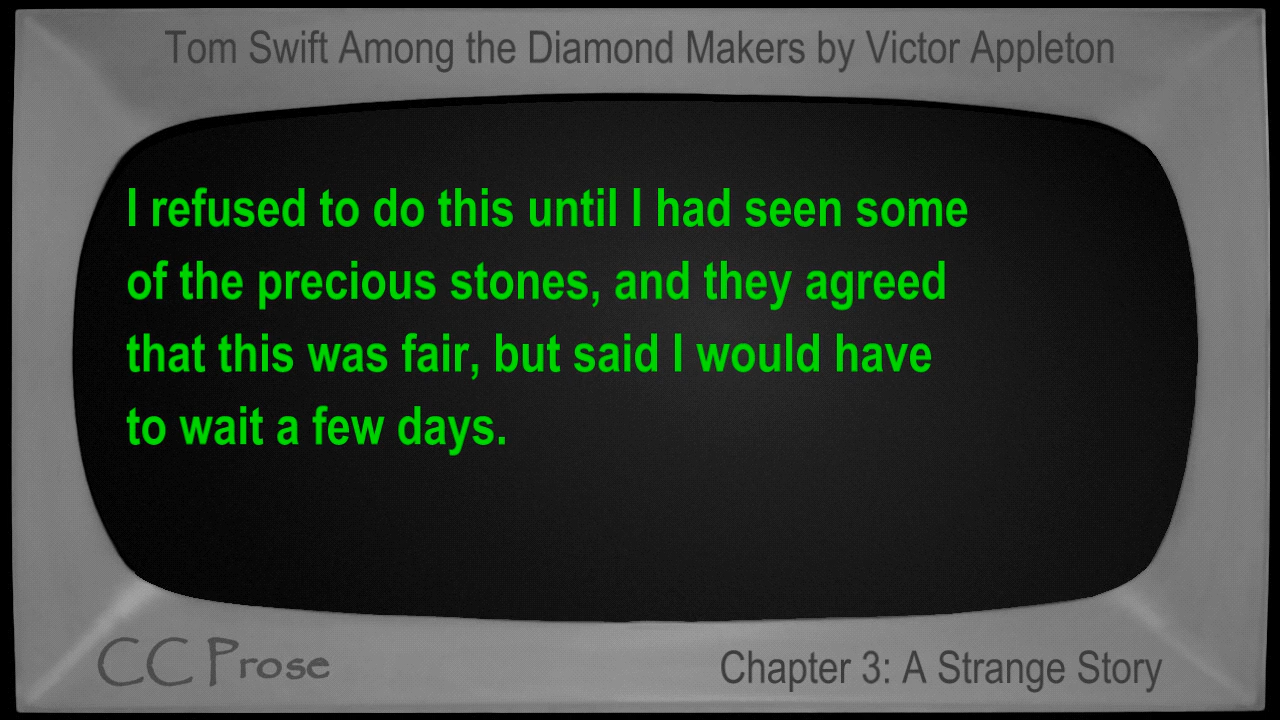 Tom Swift Among the Diamond Makers by Victor Appleton
I refused to do this until I had seen some
of the precious stones, and they agreed
that this was fair, but said I would have
to wait a few days.
CC Prose
Chapter 3: A Strange Story